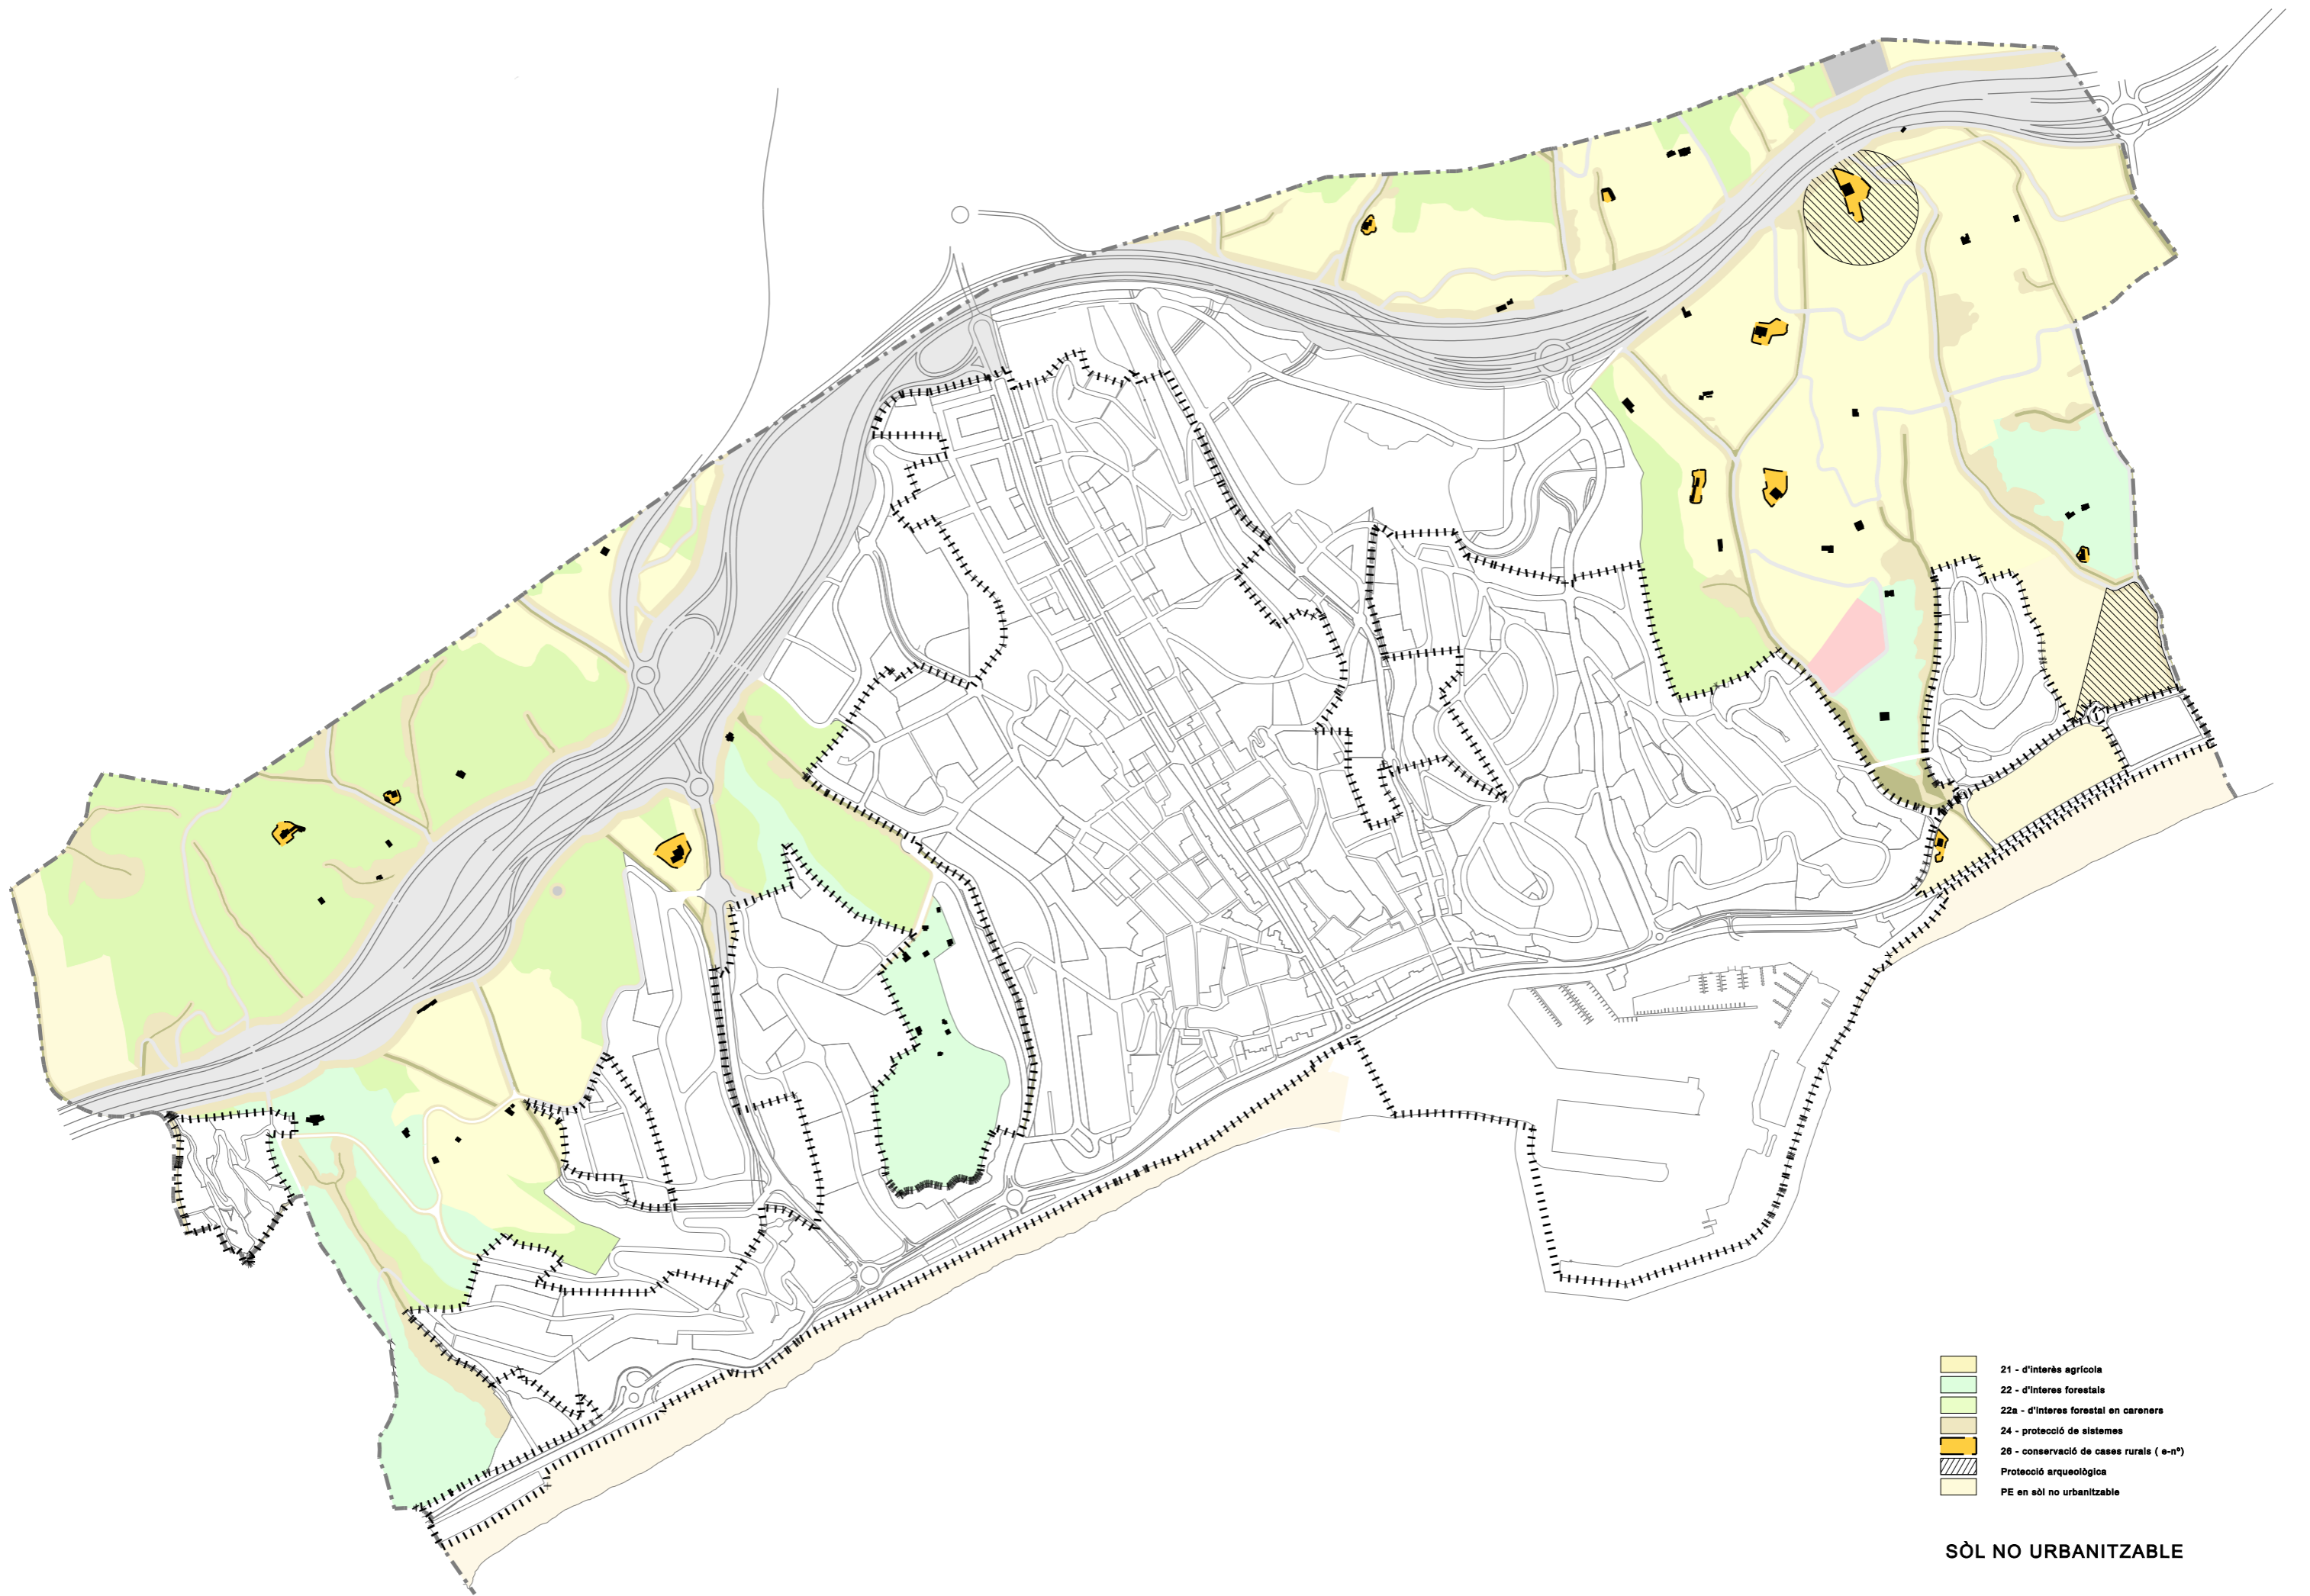 21 - d'interès agrícola
22 - d'interes forestals
22a - d'interes forestal en careners
24 - protecció de sistemes
26 - conservació de cases rurals ( e-nº)
Protecció arqueològica
PE en sòl no urbanitzable
SÒL NO URBANITZABLE